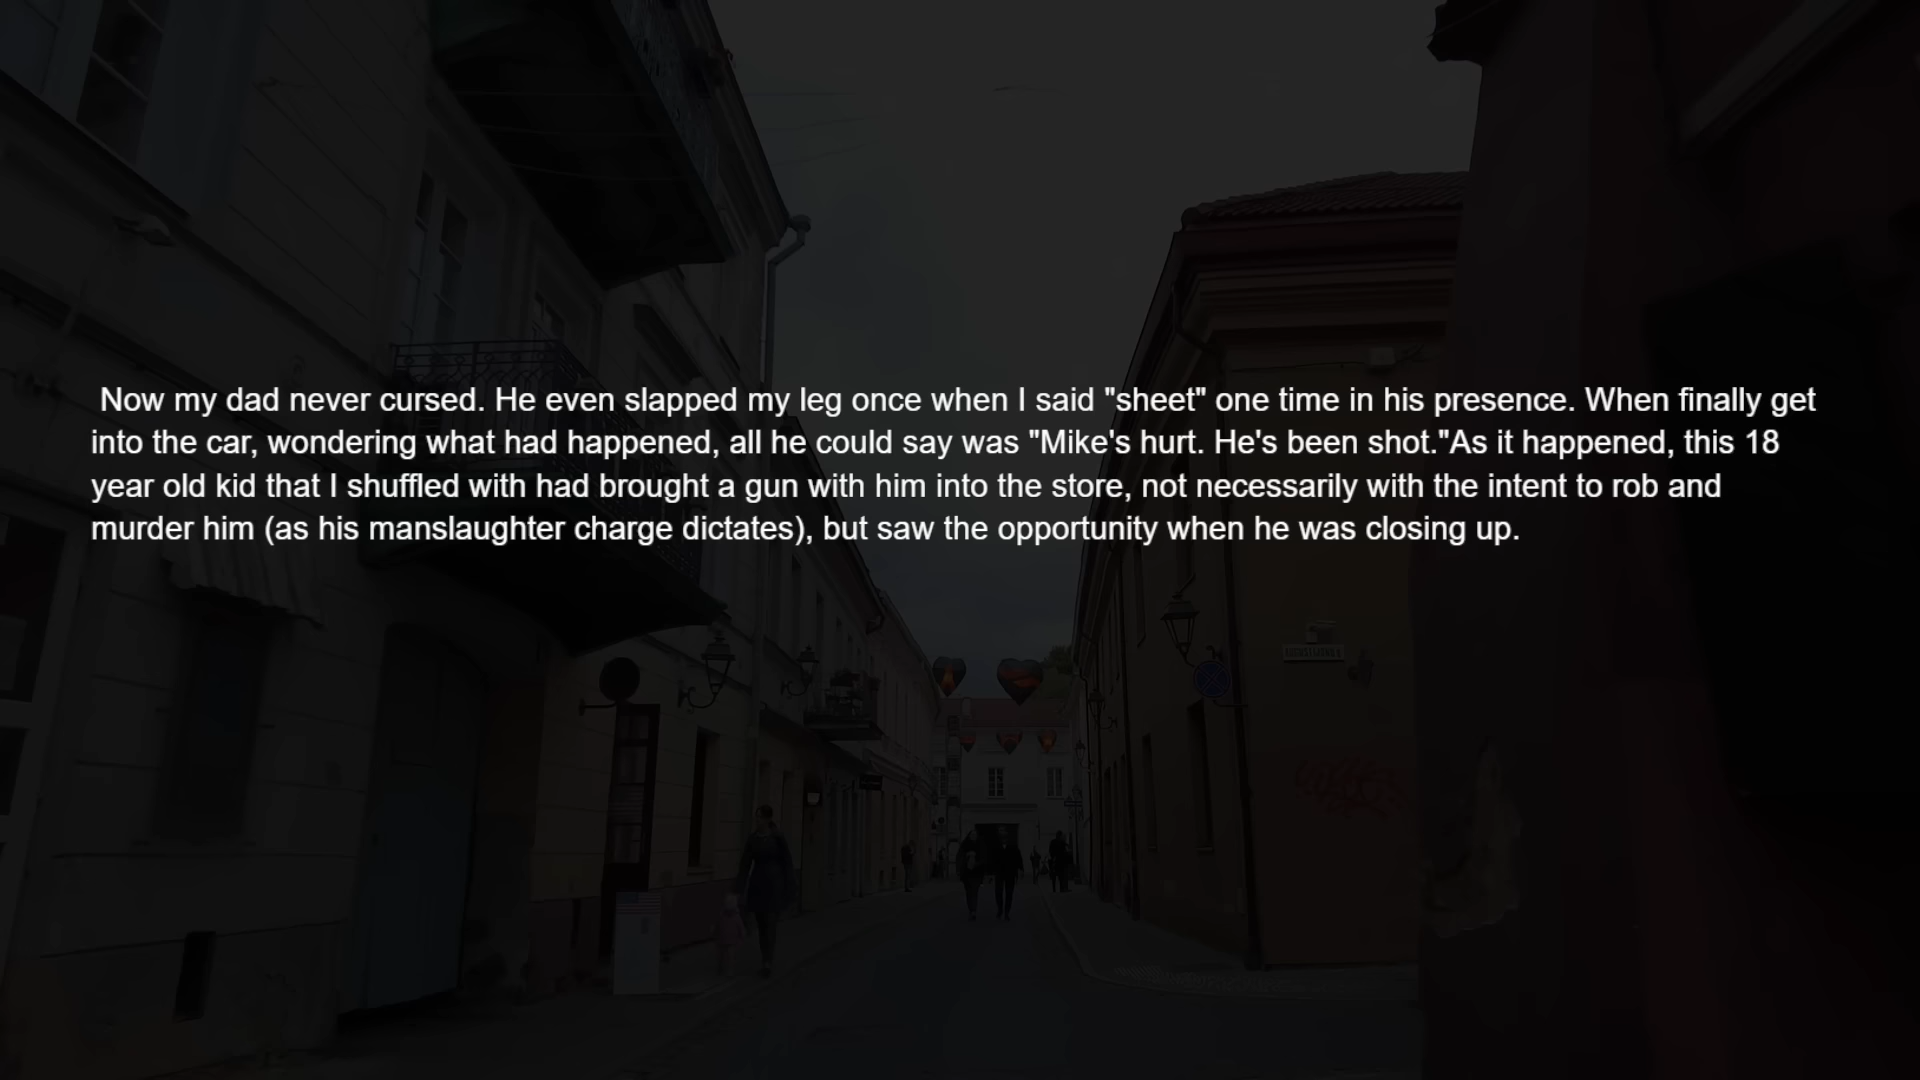 Now my dad never cursed. He even slapped my leg once when I said "sheet" one time in his presence. When finally get
into the car, wondering what had happened, all he could say was "Mike's hurt. He's been shot."As it happened, this 18
year old kid that I shuffled with had brought a gun with him into the store, not necessarily with the intent to rob and
murder him (as his manslaughter charge dictates), but saw the opportunity when he was closing up.